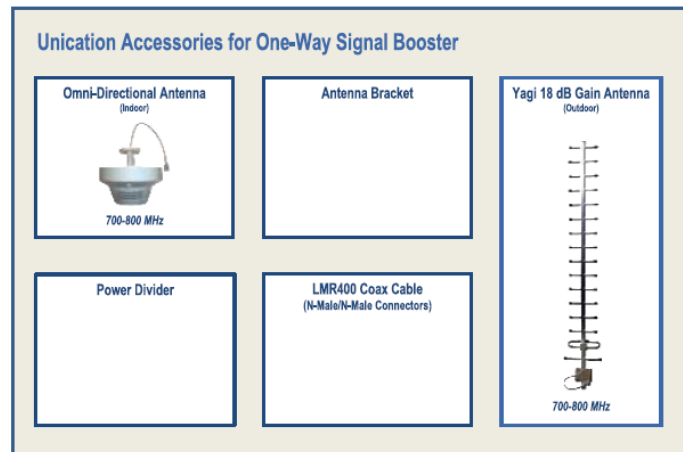 Unication Accessories for One-Way Signal Booster
Omni-Directional Antenna
(Indoor)
700-800 MHz
Antenna Bracket
Yagi 18 dB Gain Antenna
(Outdoor)
700-800 MHz
Power Divider
LMR400 Coax Cable
(N-Male/N-Male Connectors)